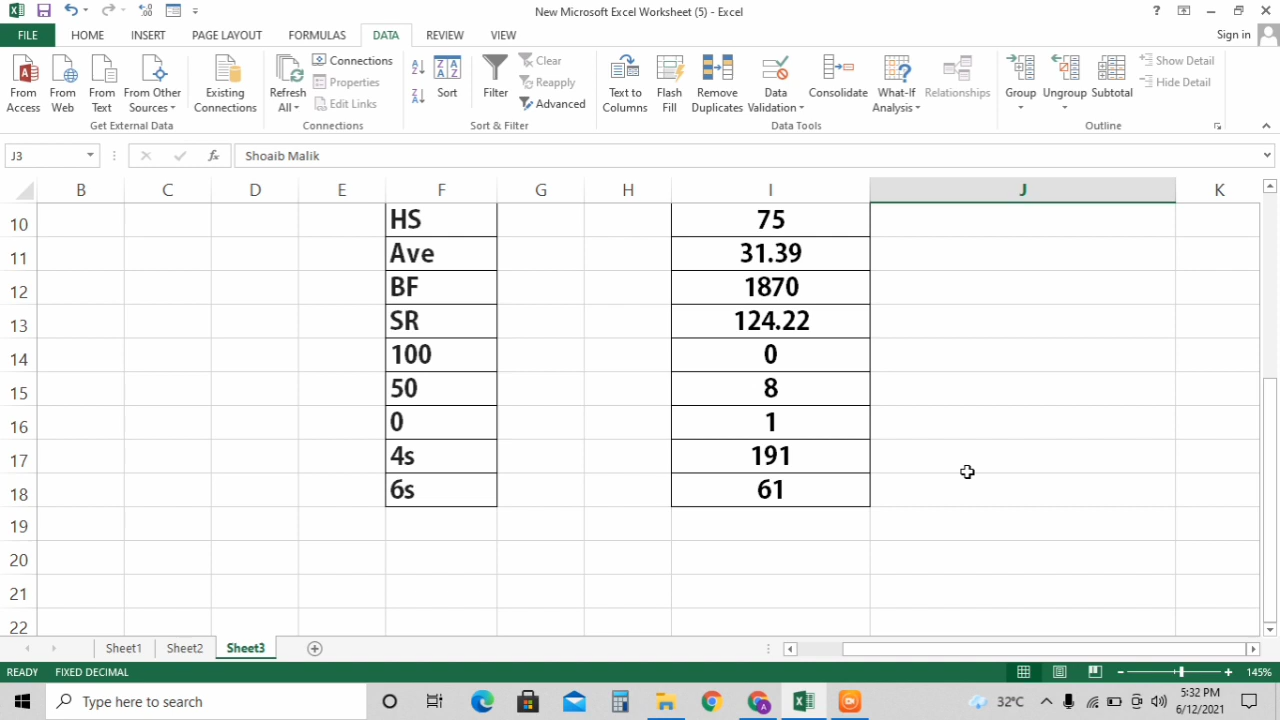 New Microsoft Excel Worksheet (5) - Excel
FILE HOME INSERT PAGE LAYOUT FORMULAS DATA REVIEW VIEW Sign in
From Access
From Web
From Text
From Other Sources
Get External Data
Existing Connections
Refresh All
Connections
Properties
Edit Links
Connections
Sort
Filter
Clear
Reapply
Advanced
Sort & Filter
Text to Columns
Flash Fill
Remove Duplicates
Data Validation
Consolidate
What-If Analysis
Relationships
Data Tools
Group
Ungroup
Subtotal
Show Detail
Hide Detail
Outline
J3 fx Shoaib Malik
B C D E F G H I J K
10 HS 75
11 Ave 31.39
12 BF 1870
13 SR 124.22
14 100 0
15 50 8
16 0 1
17 4s 191
18 6s 61
19
20
21
22
Sheet1 Sheet2 Sheet3
READY FIXED DECIMAL 145%
Type here to search 32°C 5:32 PM
6/12/2021